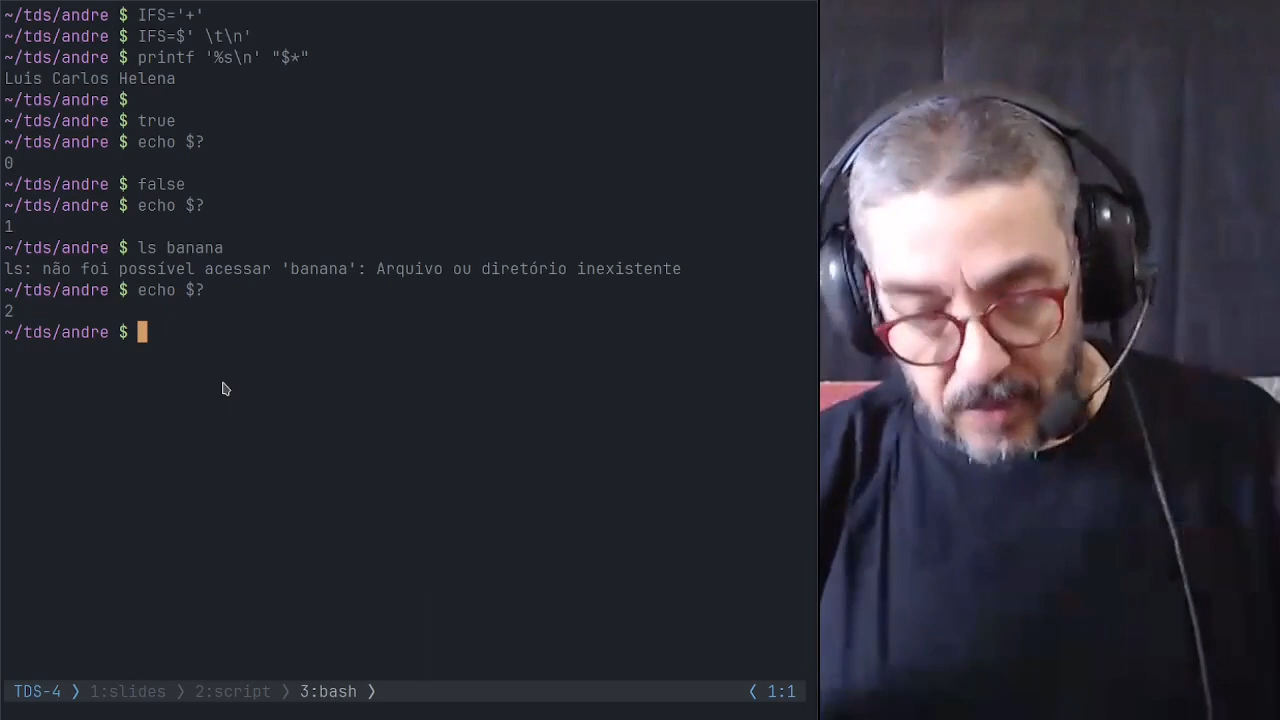 ~/tds/andre $ IFS='+'
~/tds/andre $ IFS=$' \t\n'
~/tds/andre $ printf '%s\n' "$*"
Luis Carlos Helena
~/tds/andre $
~/tds/andre $ true
~/tds/andre $ echo $?
0
~/tds/andre $ false
~/tds/andre $ echo $?
1
~/tds/andre $ ls banana
ls: não foi possível acessar 'banana': Arquivo ou diretório inexistente
~/tds/andre $ echo $?
2
~/tds/andre $
TDS-4 ❯ 1:slides ❯ 2:script ❯ 3:bash ❯ ❮ 1:1